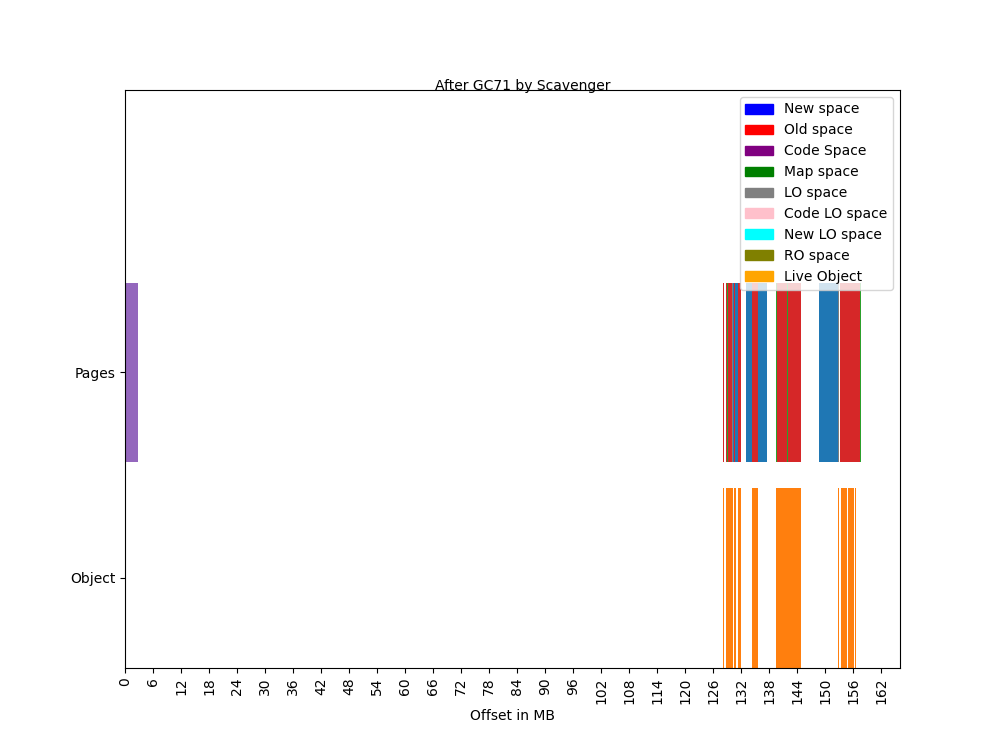 After GC71 by Scavenger
New space
Old space
Code Space
Map space
LO space
Code LO space
New LO space
RO space
Live Object
Pages
Object
0 6 12 18 24 30 36 42 48 54 60 66 72 78 84 90 96 102 108 114 120 126 132 138 144 150 156 162
Offset in MB